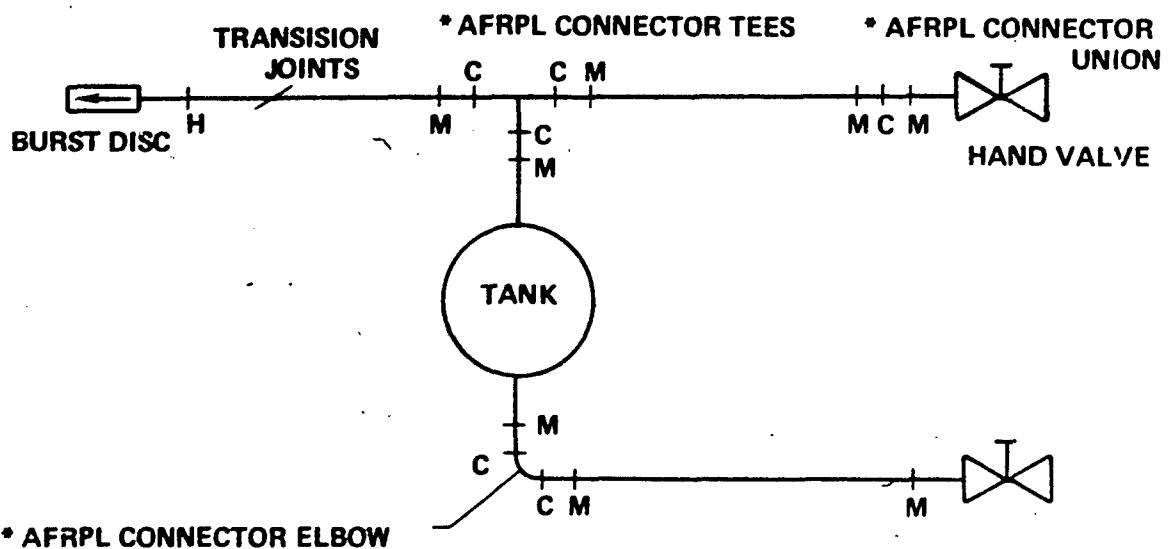 TRANSISION
JOINTS
* AFRPL CONNECTOR TEES
* AFRPL CONNECTOR
UNION
C
C M
H
M
M C M
BURST DISC
C
M
HAND VALVE
TANK
M
C
C M
M
* AFRPL CONNECTOR ELBOW